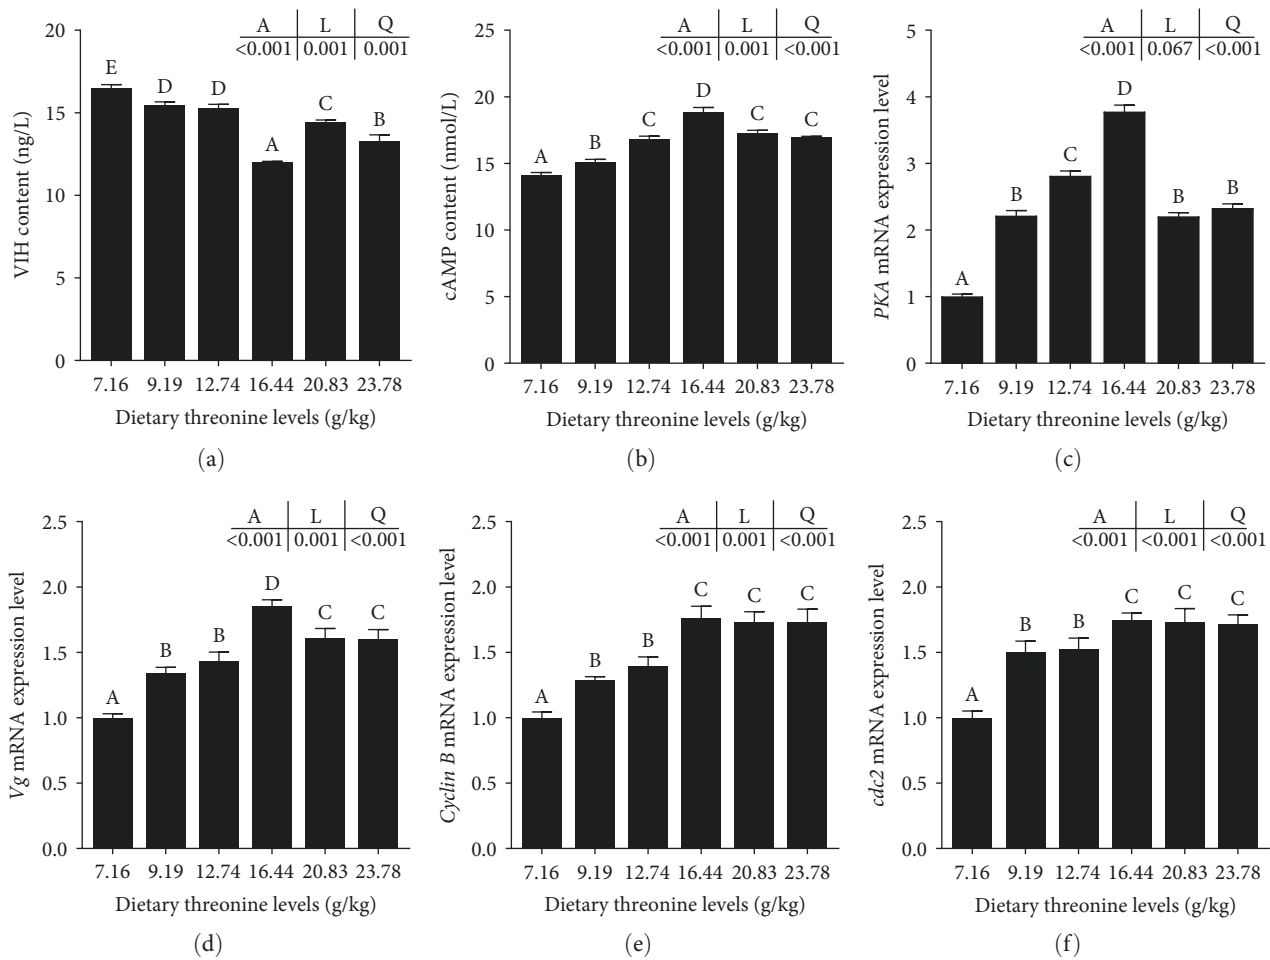 A L Q
<0.001 0.001 0.001
VIH content (ng/L)
20
15
10
5
0
E D D A C B
7.16 9.19 12.74 16.44 20.83 23.78
Dietary threonine levels (g/kg)
(a)
A L Q
<0.001 0.001 <0.001
cAMP content (nmol/L)
25
20
15
10
5
0
A B C D C C
7.16 9.19 12.74 16.44 20.83 23.78
Dietary threonine levels (g/kg)
(b)
A L Q
<0.001 0.067 <0.001
PKA mRNA expression level
5
4
3
2
1
0
A B C D B B
7.16 9.19 12.74 16.44 20.83 23.78
Dietary threonine levels (g/kg)
(c)
A L Q
<0.001 0.001 <0.001
Vg mRNA expression level
2.5
2.0
1.5
1.0
0.5
0.0
A B B D C C
7.16 9.19 12.74 16.44 20.83 23.78
Dietary threonine levels (g/kg)
(d)
A L Q
<0.001 0.001 <0.001
Cyclin B mRNA expression level
2.5
2.0
1.5
1.0
0.5
0.0
A B B C C C
7.16 9.19 12.74 16.44 20.83 23.78
Dietary threonine levels (g/kg)
(e)
A L Q
<0.001 <0.001 <0.001
cdc2 mRNA expression level
2.5
2.0
1.5
1.0
0.5
0.0
A B B C C C
7.16 9.19 12.74 16.44 20.83 23.78
Dietary threonine levels (g/kg)
(f)